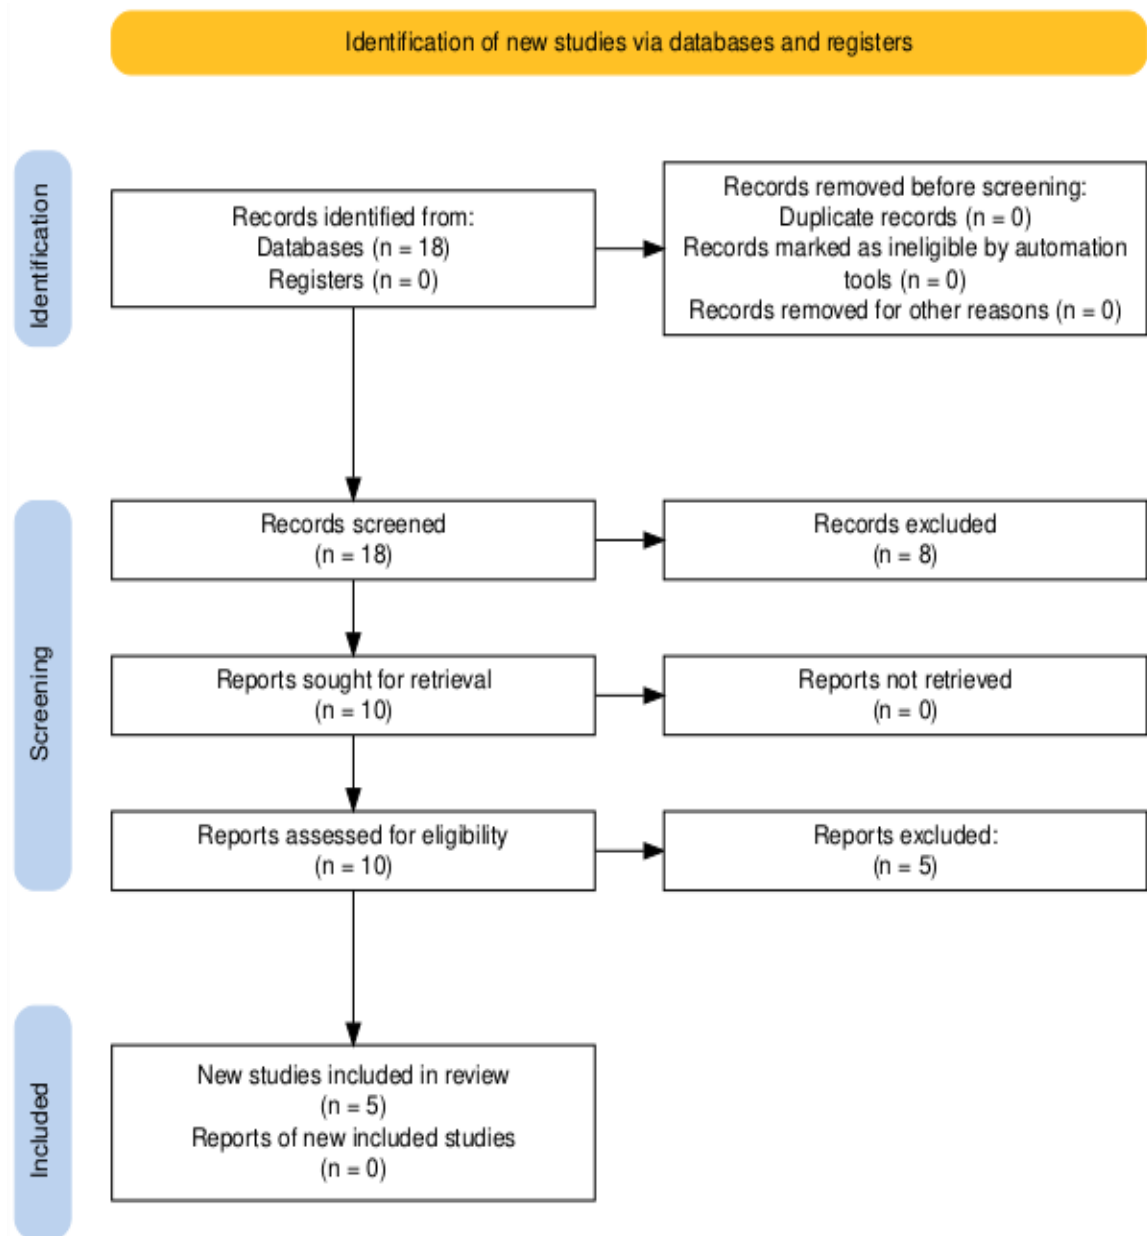 Identification of new studies via databases and registers
Identification
Records identified from:
Databases (n = 18)
Registers (n = 0)
Records removed before screening:
Duplicate records (n = 0)
Records marked as ineligible by automation
tools (n = 0)
Records removed for other reasons (n = 0)
Screening
Records screened
(n = 18)
Records excluded
(n = 8)
Reports sought for retrieval
(n = 10)
Reports not retrieved
(n = 0)
Reports assessed for eligibility
(n = 10)
Reports excluded:
(n = 5)
Included
New studies included in review
(n = 5)
Reports of new included studies
(n = 0)